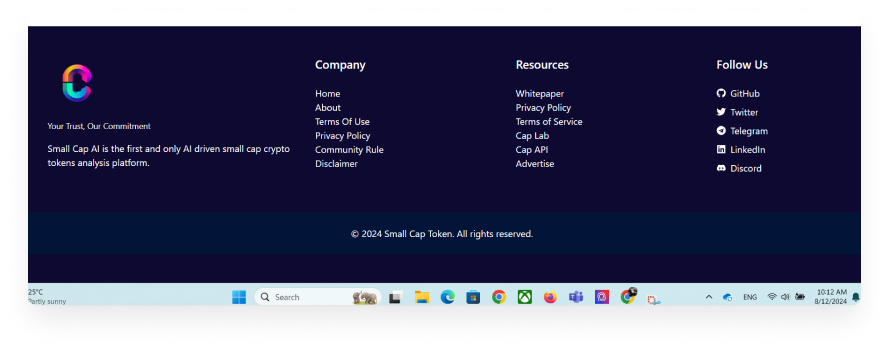 Your Trust, Our Commitment
Small Cap AI is the first and only AI driven small cap crypto
tokens analysis platform.
Company
Home
About
Terms Of Use
Privacy Policy
Community Rule
Disclaimer
Resources
Whitepaper
Privacy Policy
Terms of Service
Cap Lab
Cap API
Advertise
Follow Us
GitHub
Twitter
Telegram
LinkedIn
Discord
© 2024 Small Cap Token. All rights reserved.
25°C
Partly sunny
Search
ENG
10:12 AM
8/12/2024